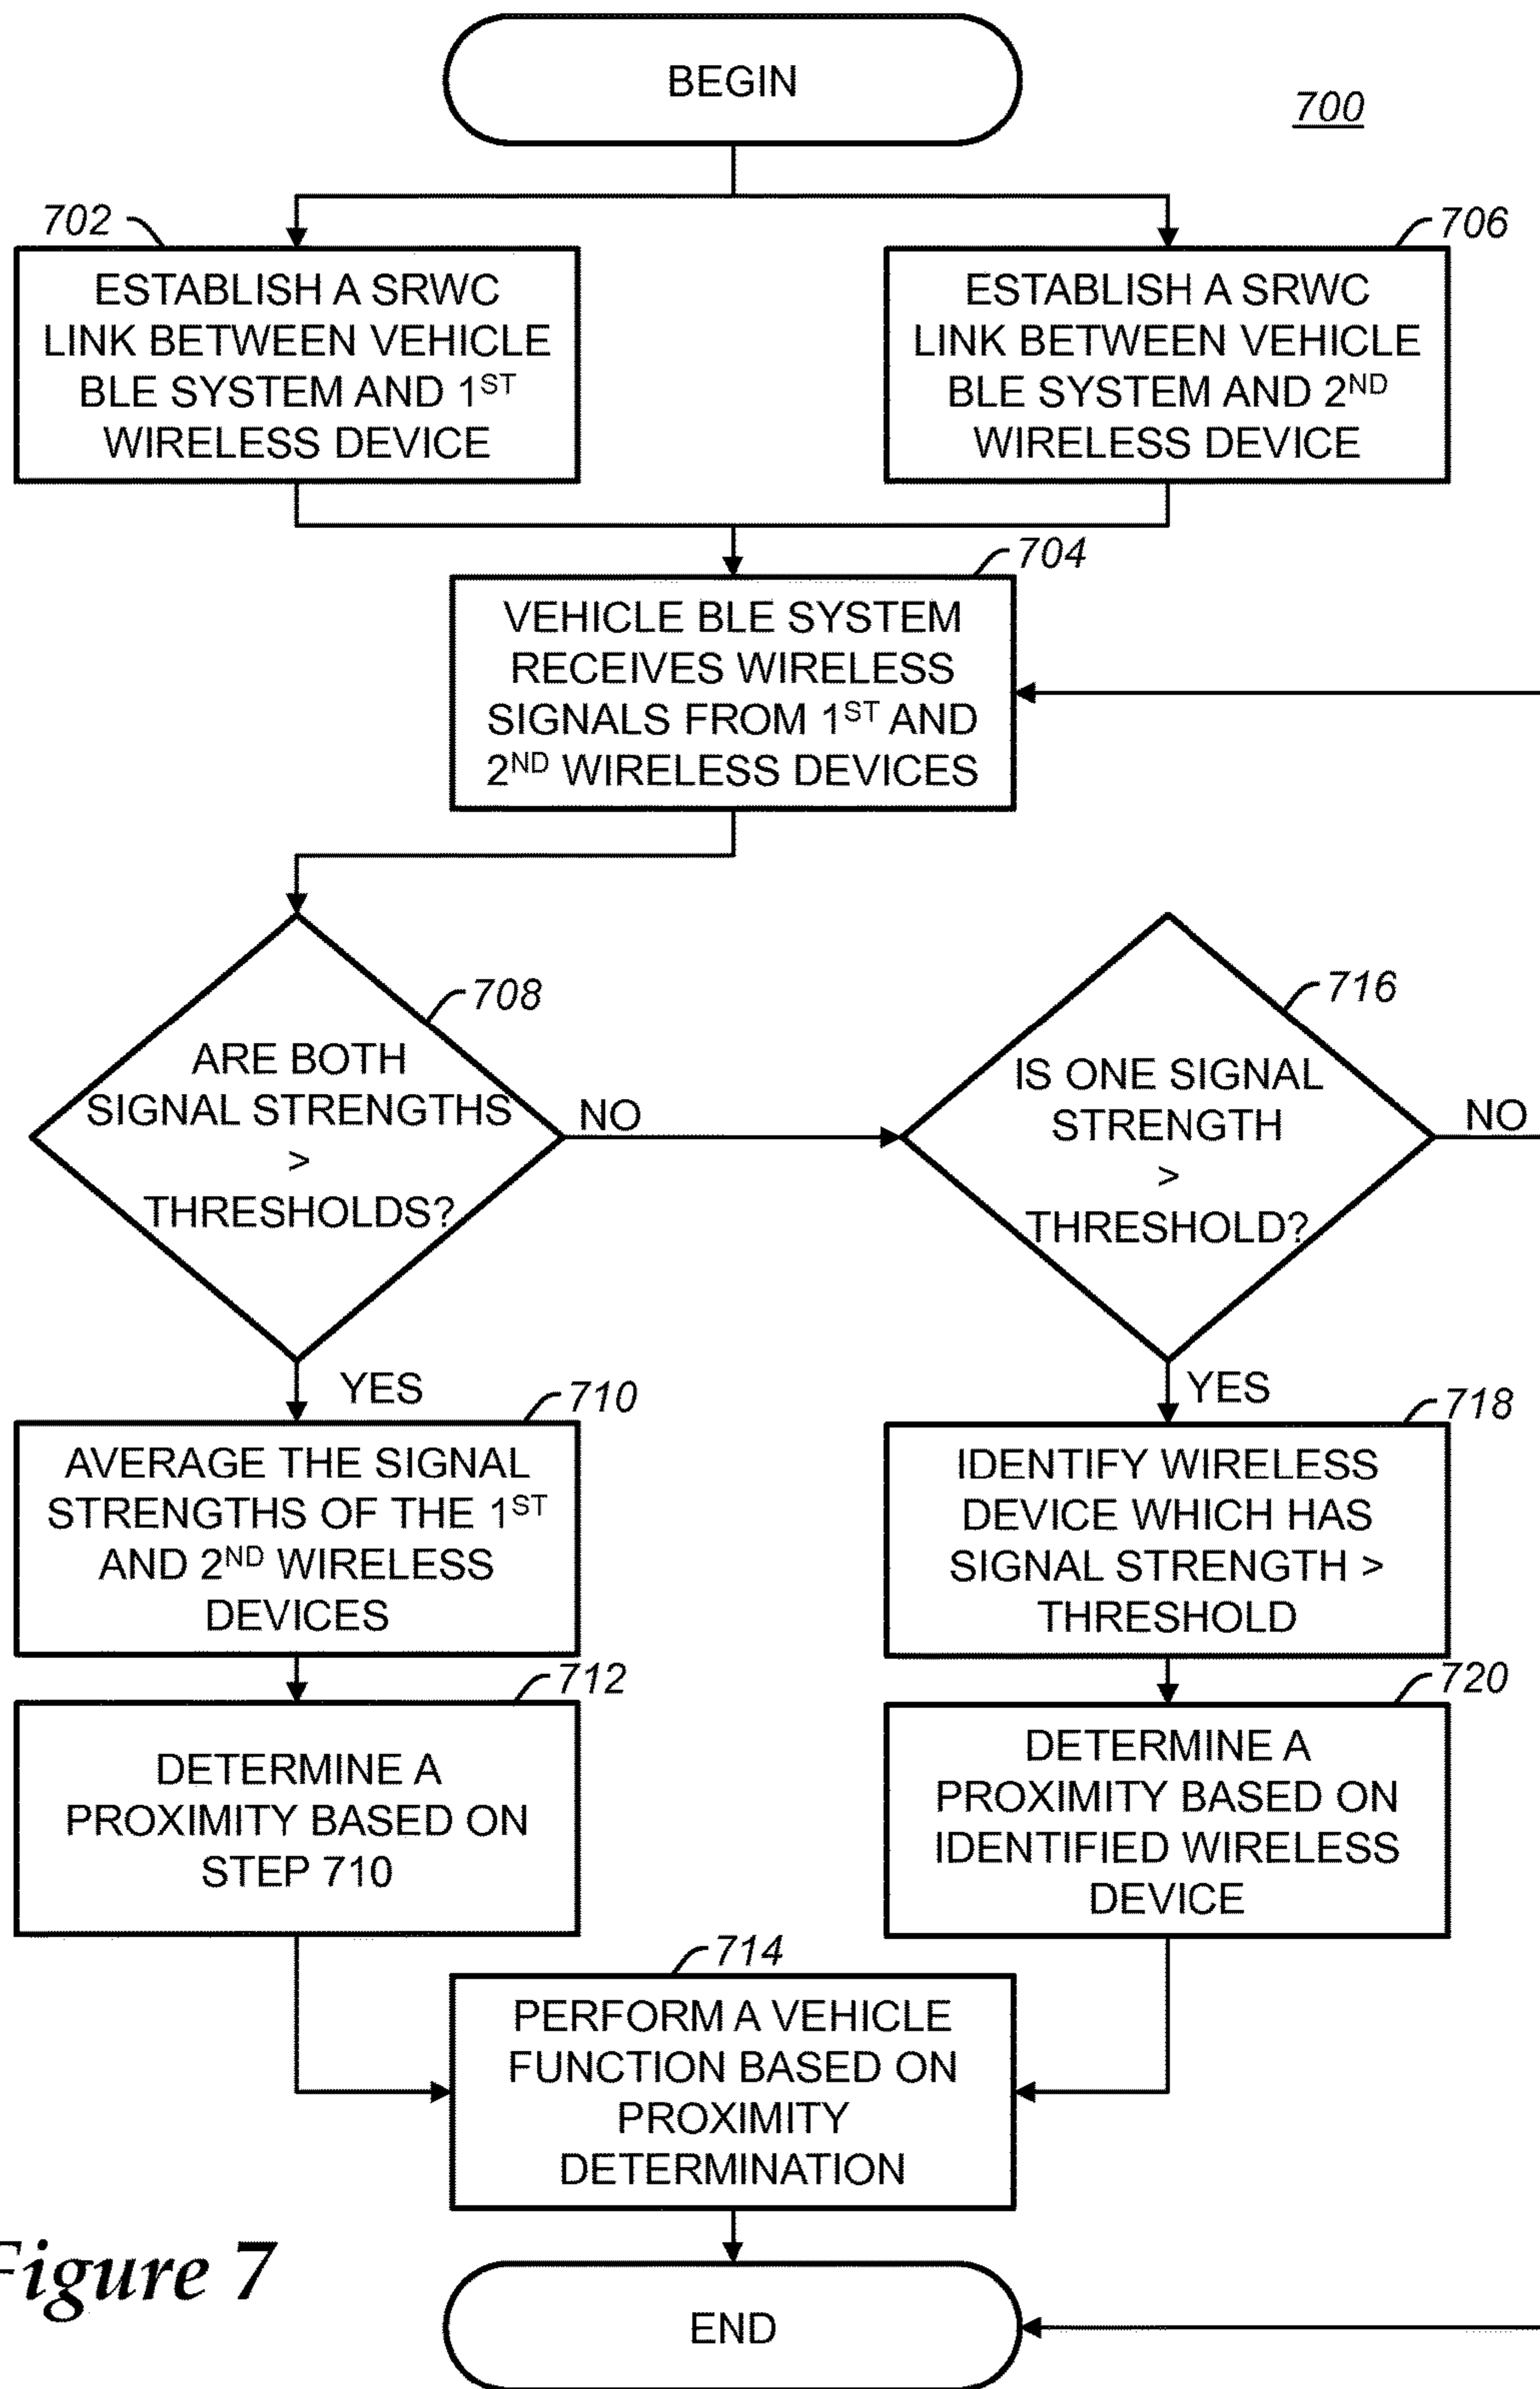 BEGIN
700
702
706
ESTABLISH A SRWC
LINK BETWEEN VEHICLE
BLE SYSTEM AND 1ST
WIRELESS DEVICE
ESTABLISH A SRWC
LINK BETWEEN VEHICLE
BLE SYSTEM AND 2ND
WIRELESS DEVICE
704
VEHICLE BLE SYSTEM
RECEIVES WIRELESS
SIGNALS FROM 1ST AND
2ND WIRELESS DEVICES
708
ARE BOTH
SIGNAL STRENGTHS
>
THRESHOLDS?
NO
716
IS ONE SIGNAL
STRENGTH
>
THRESHOLD?
NO
YES
710
AVERAGE THE SIGNAL
STRENGTHS OF THE 1ST
AND 2ND WIRELESS
DEVICES
YES
718
IDENTIFY WIRELESS
DEVICE WHICH HAS
SIGNAL STRENGTH >
THRESHOLD
712
DETERMINE A
PROXIMITY BASED ON
STEP 710
720
DETERMINE A
PROXIMITY BASED ON
IDENTIFIED WIRELESS
DEVICE
714
PERFORM A VEHICLE
FUNCTION BASED ON
PROXIMITY
DETERMINATION
Figure 7
END